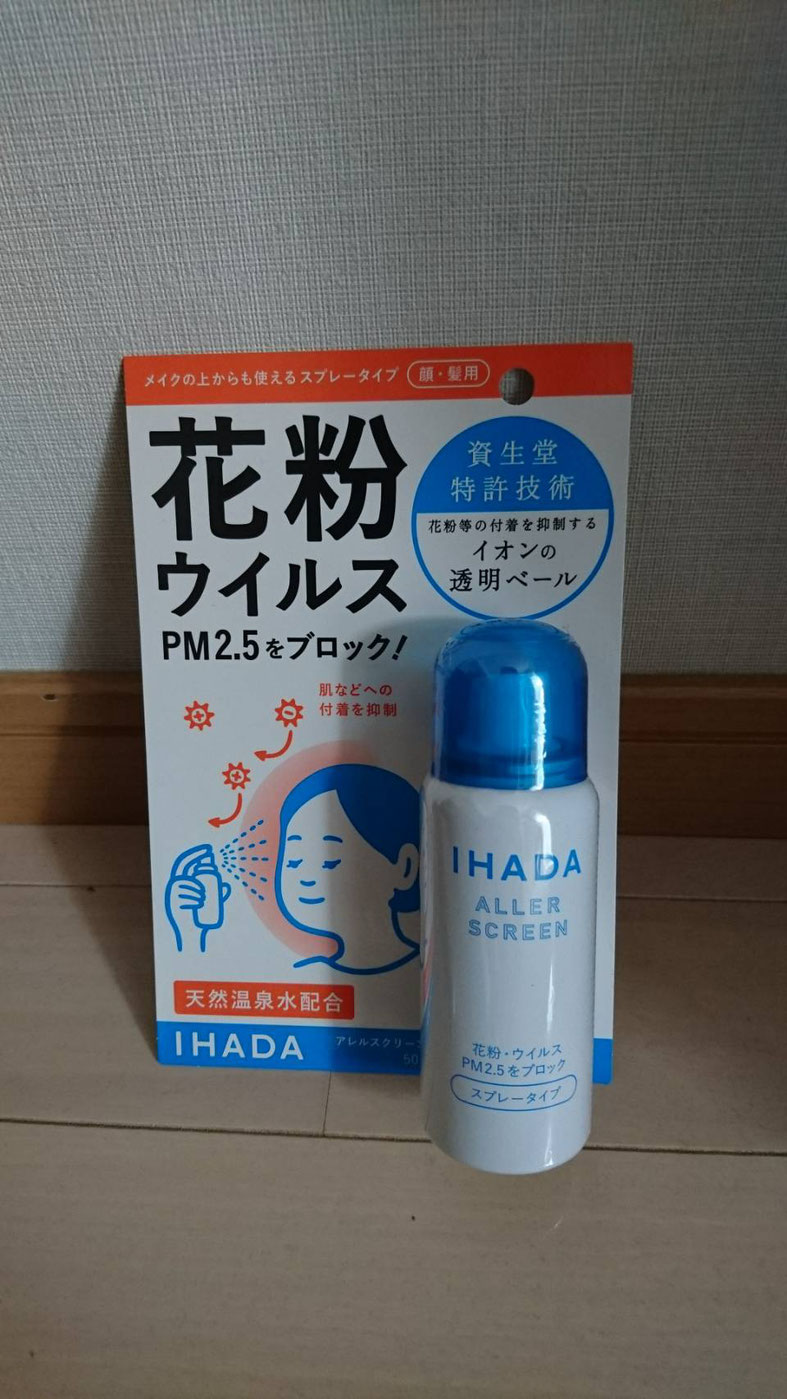 メイクの上からも使えるスプレータイプ 顔・髪用
花粉
ウイルス
PM2.5をブロック!
資生堂
特許技術
花粉等の付着を抑制する
イオンの
透明ベール
肌などへの
付着を抑制
天然温泉水配合
IHADA
アレルスクリー
50
IHADA
ALLER
SCREEN
花粉・ウイルス
PM2.5をブロック
スプレータイプ